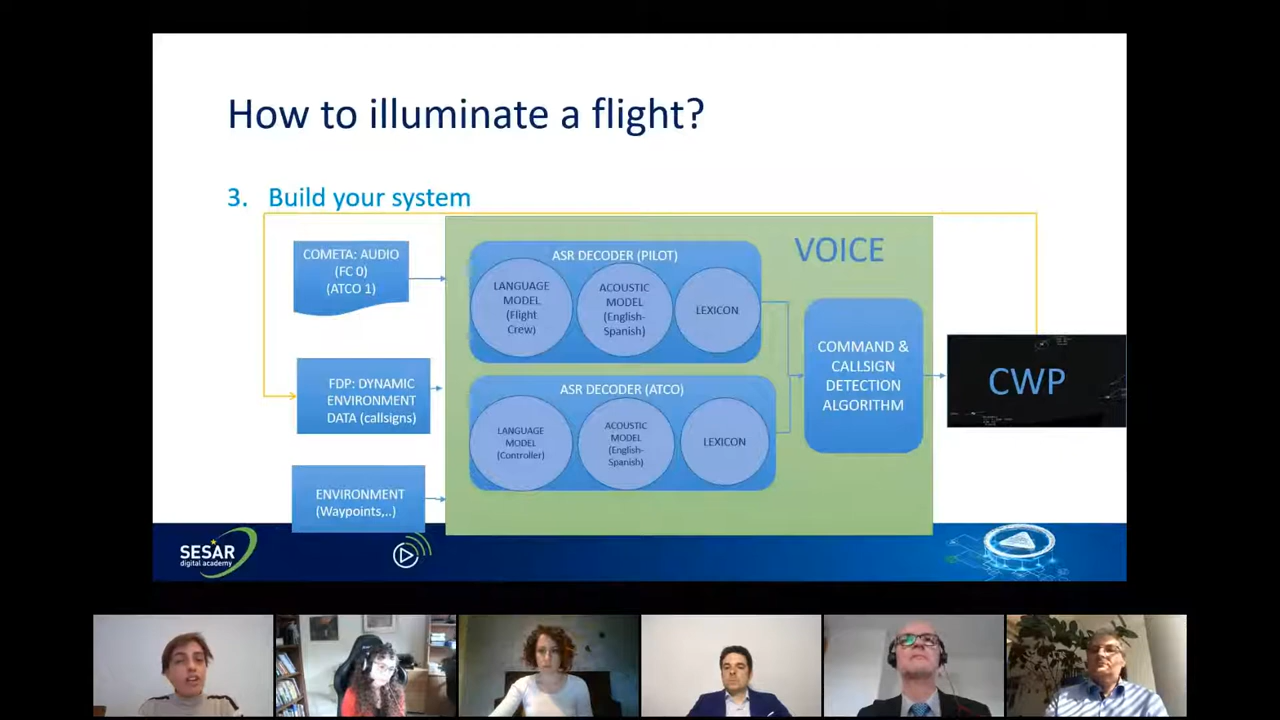 How to illuminate a flight?
3. Build your system
COMETA: AUDIO
(FC 0)
(ATCO 1)
FDP: DYNAMIC
ENVIRONMENT
DATA (callsigns)
ENVIRONMENT
(Waypoints,..)
VOICE
ASR DECODER (PILOT)
LANGUAGE
MODEL
(Flight
Crew)
ACOUSTIC
MODEL
(English-
Spanish)
LEXICON
ASR DECODER (ATCO)
LANGUAGE
MODEL
(Controller)
ACOUSTIC
MODEL
(English-
Spanish)
LEXICON
COMMAND &
CALLSIGN
DETECTION
ALGORITHM
CWP
SESAR
digital academy